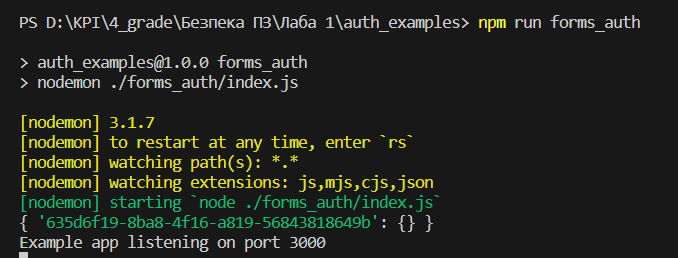 PS D:\KPI\4_grade\Безпека ПЗ\Лаба 1\auth_examples> npm run forms_auth
> auth_examples@1.0.0 forms_auth
> nodemon ./forms_auth/index.js
[nodemon] 3.1.7
[nodemon] to restart at any time, enter `rs`
[nodemon] watching path(s): *.*
[nodemon] watching extensions: js,mjs,cjs,json
[nodemon] starting `node ./forms_auth/index.js`
{ '635d6f19-8ba8-4f16-a819-56843818649b': {} }
Example app listening on port 3000